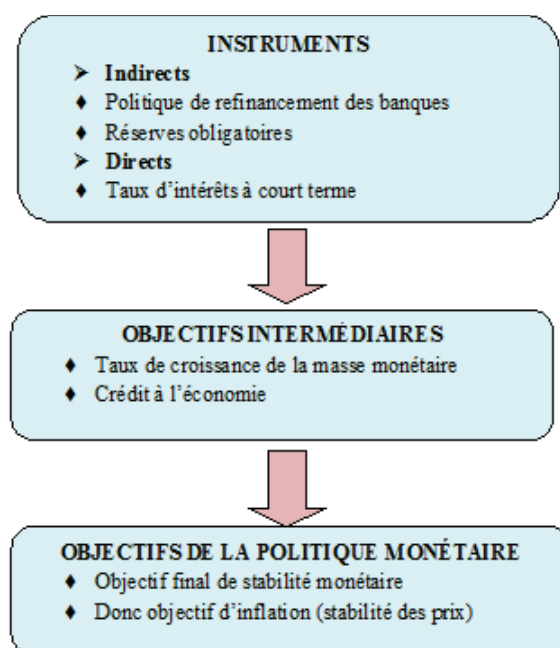 INSTRUMENTS
➤ Indirects
♦ Politique de refinancement des banques
♦ Réserves obligatoires
➤ Directs
♦ Taux d'intérêts à court terme
OBJECTIFS INTERMÉDIAIRES
♦ Taux de croissance de la masse monétaire
♦ Crédit à l'économie
OBJECTIFS DE LA POLITIQUE MONÉTAIRE
♦ Objectif final de stabilité monétaire
♦ Donc objectif d'inflation (stabilité des prix)